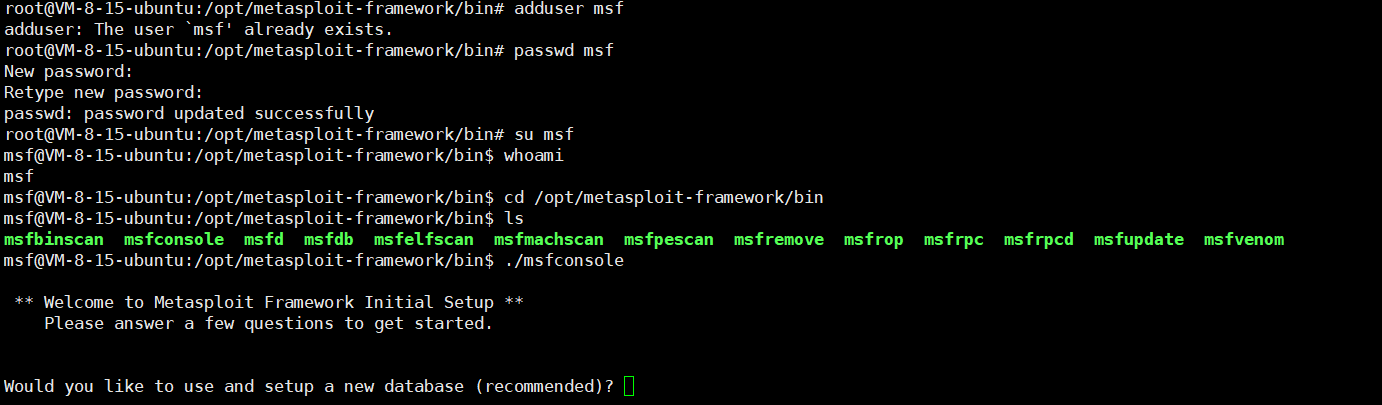 root@VM-8-15-ubuntu:/opt/metasploit-framework/bin# adduser msf
adduser: The user `msf' already exists.
root@VM-8-15-ubuntu:/opt/metasploit-framework/bin# passwd msf
New password:
Retype new password:
passwd: password updated successfully
root@VM-8-15-ubuntu:/opt/metasploit-framework/bin# su msf
msf@VM-8-15-ubuntu:/opt/metasploit-framework/bin$ whoami
msf
msf@VM-8-15-ubuntu:/opt/metasploit-framework/bin$ cd /opt/metasploit-framework/bin
msf@VM-8-15-ubuntu:/opt/metasploit-framework/bin$ ls
msfbinscan  msfconsole  msfd  msfdb  msfelfscan  msfmachscan  msfpescan  msfremove  msfrop  msfrpc  msfrpcd  msfupdate  msfvenom
msf@VM-8-15-ubuntu:/opt/metasploit-framework/bin$ ./msfconsole
** Welcome to Metasploit Framework Initial Setup **
Please answer a few questions to get started.
Would you like to use and setup a new database (recommended)?